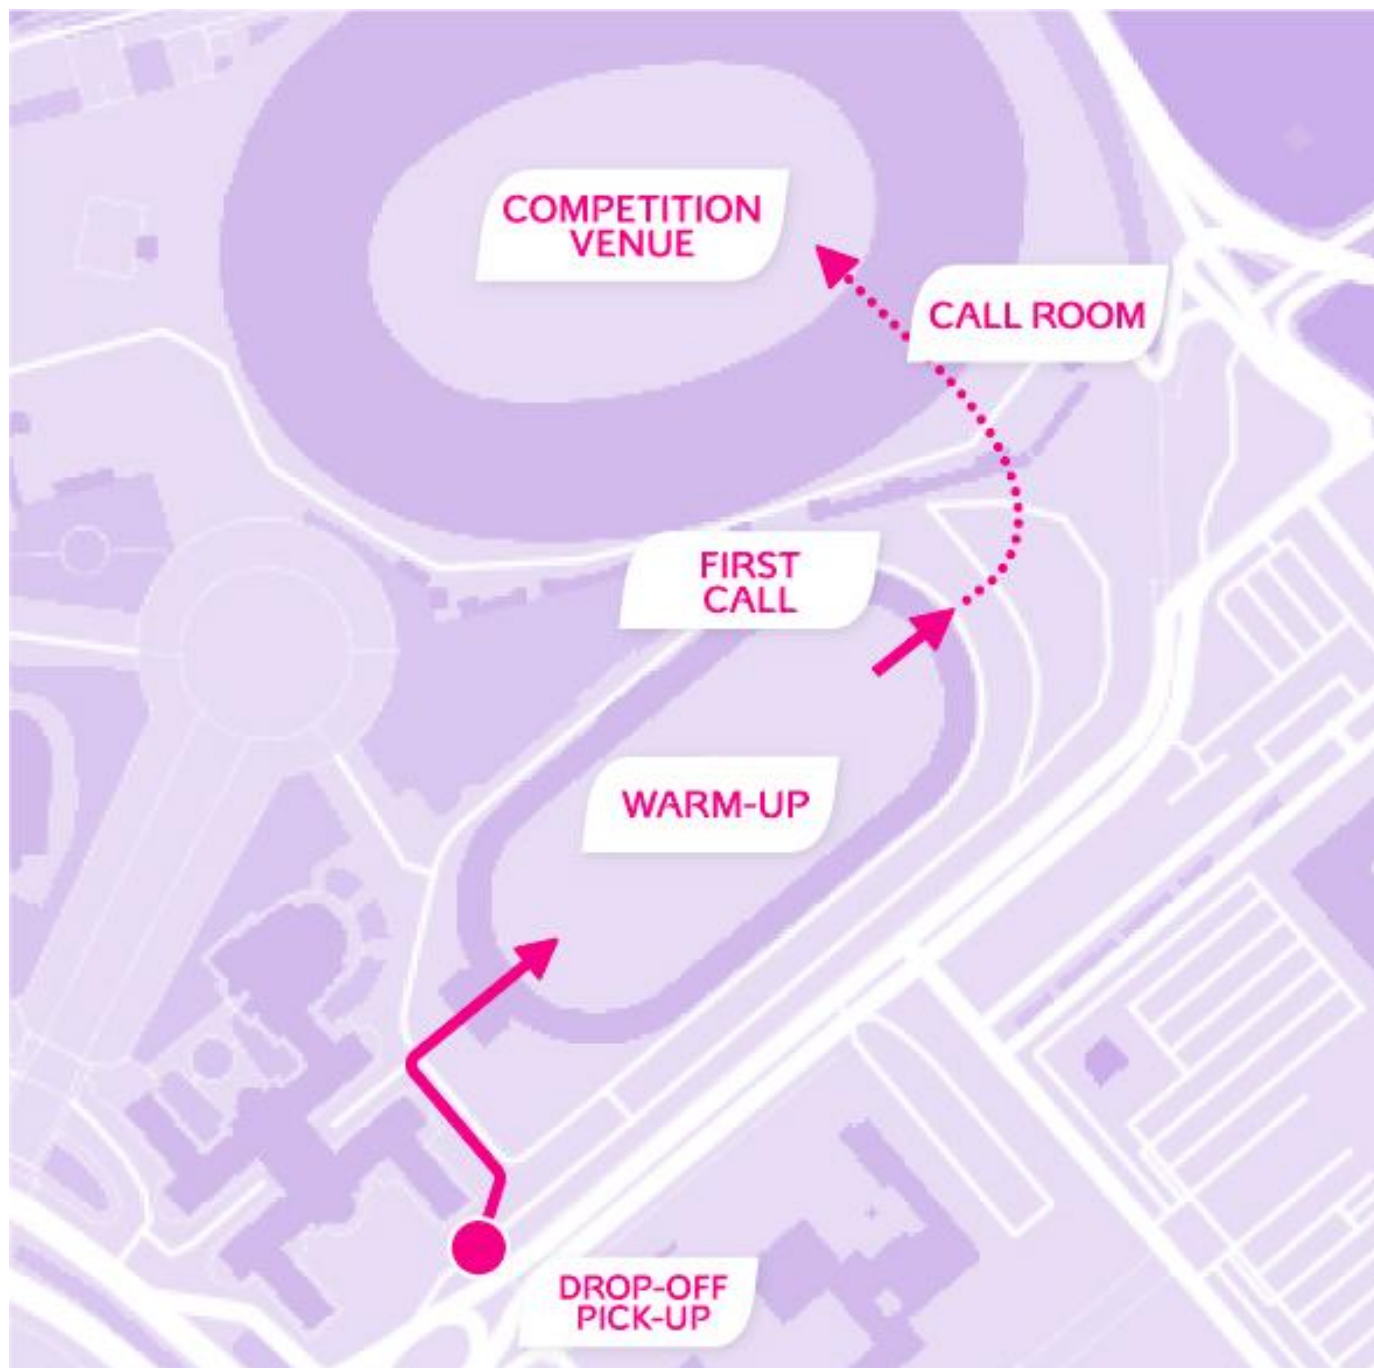 COMPETITION
VENUE
CALL ROOM
FIRST
CALL
WARM-UP
DROP-OFF
PICK-UP